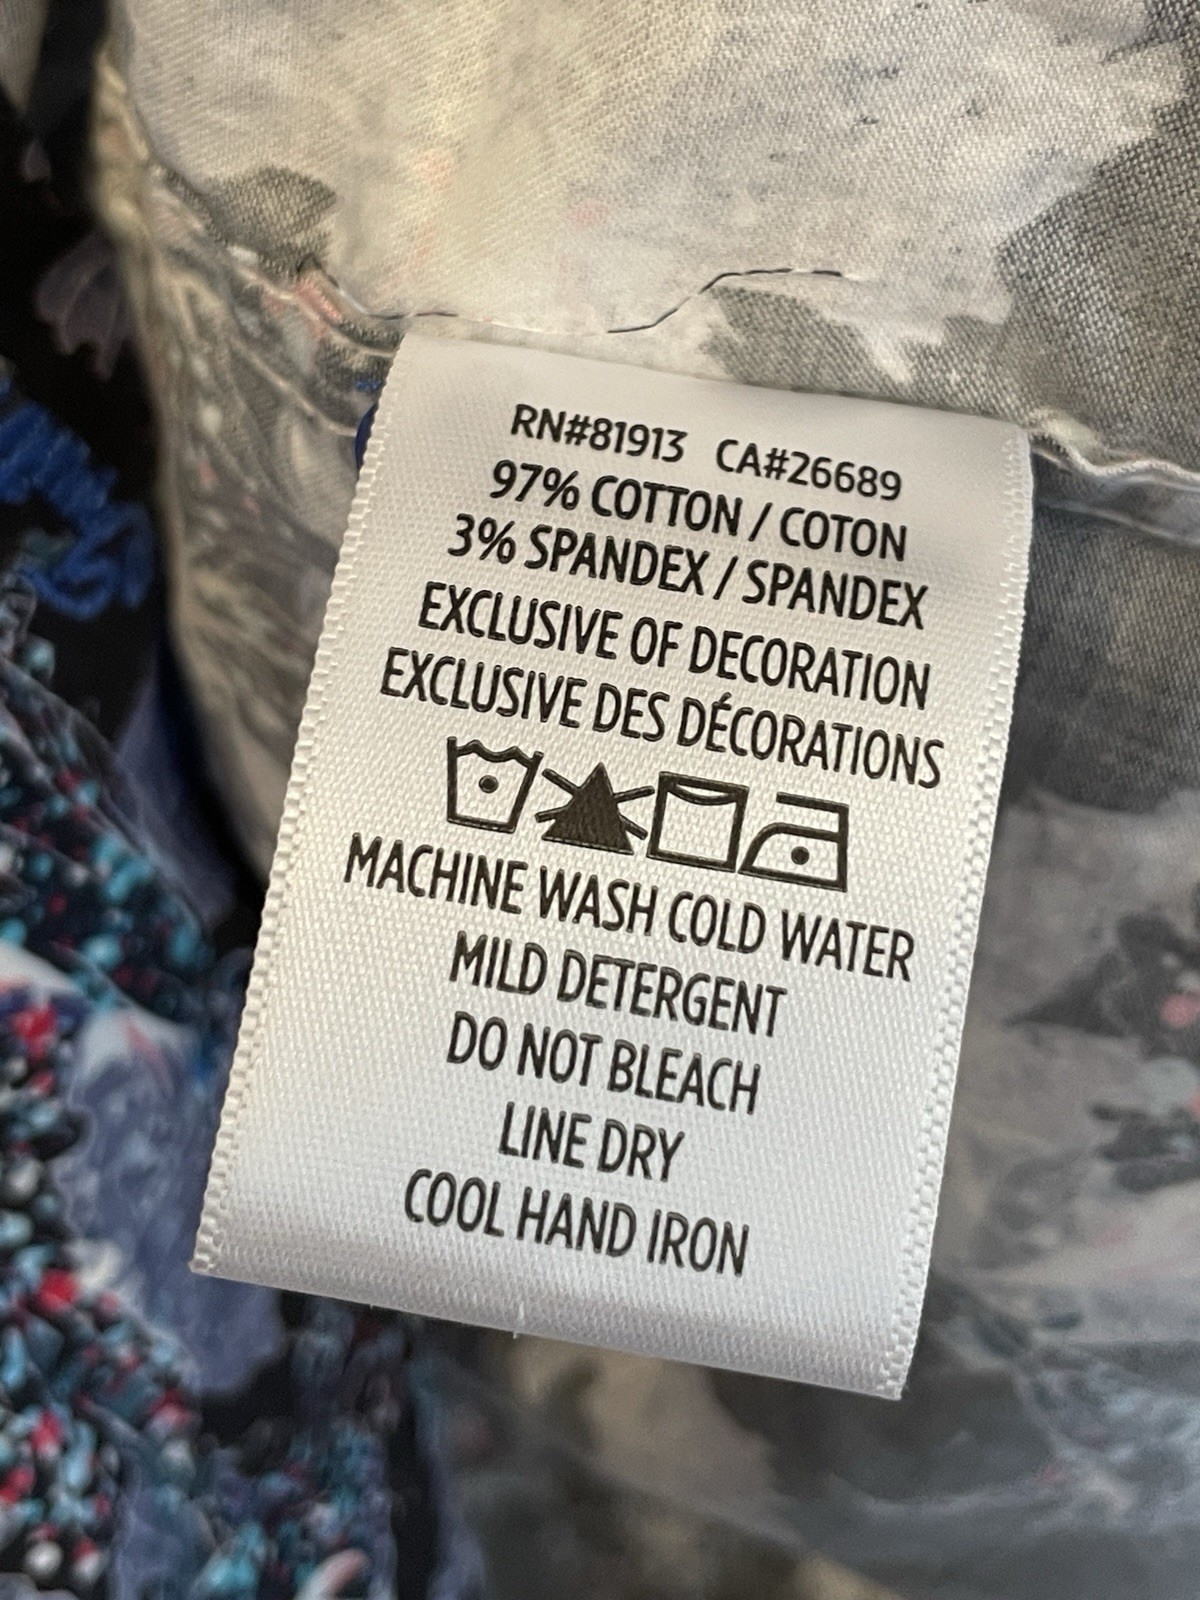 RN#81913 CA#26689
97% COTTON / COTON
3% SPANDEX / SPANDEX
EXCLUSIVE OF DECORATION
EXCLUSIVE DES DÉCORATIONS
MACHINE WASH COLD WATER
MILD DETERGENT
DO NOT BLEACH
LINE DRY
COOL HAND IRON